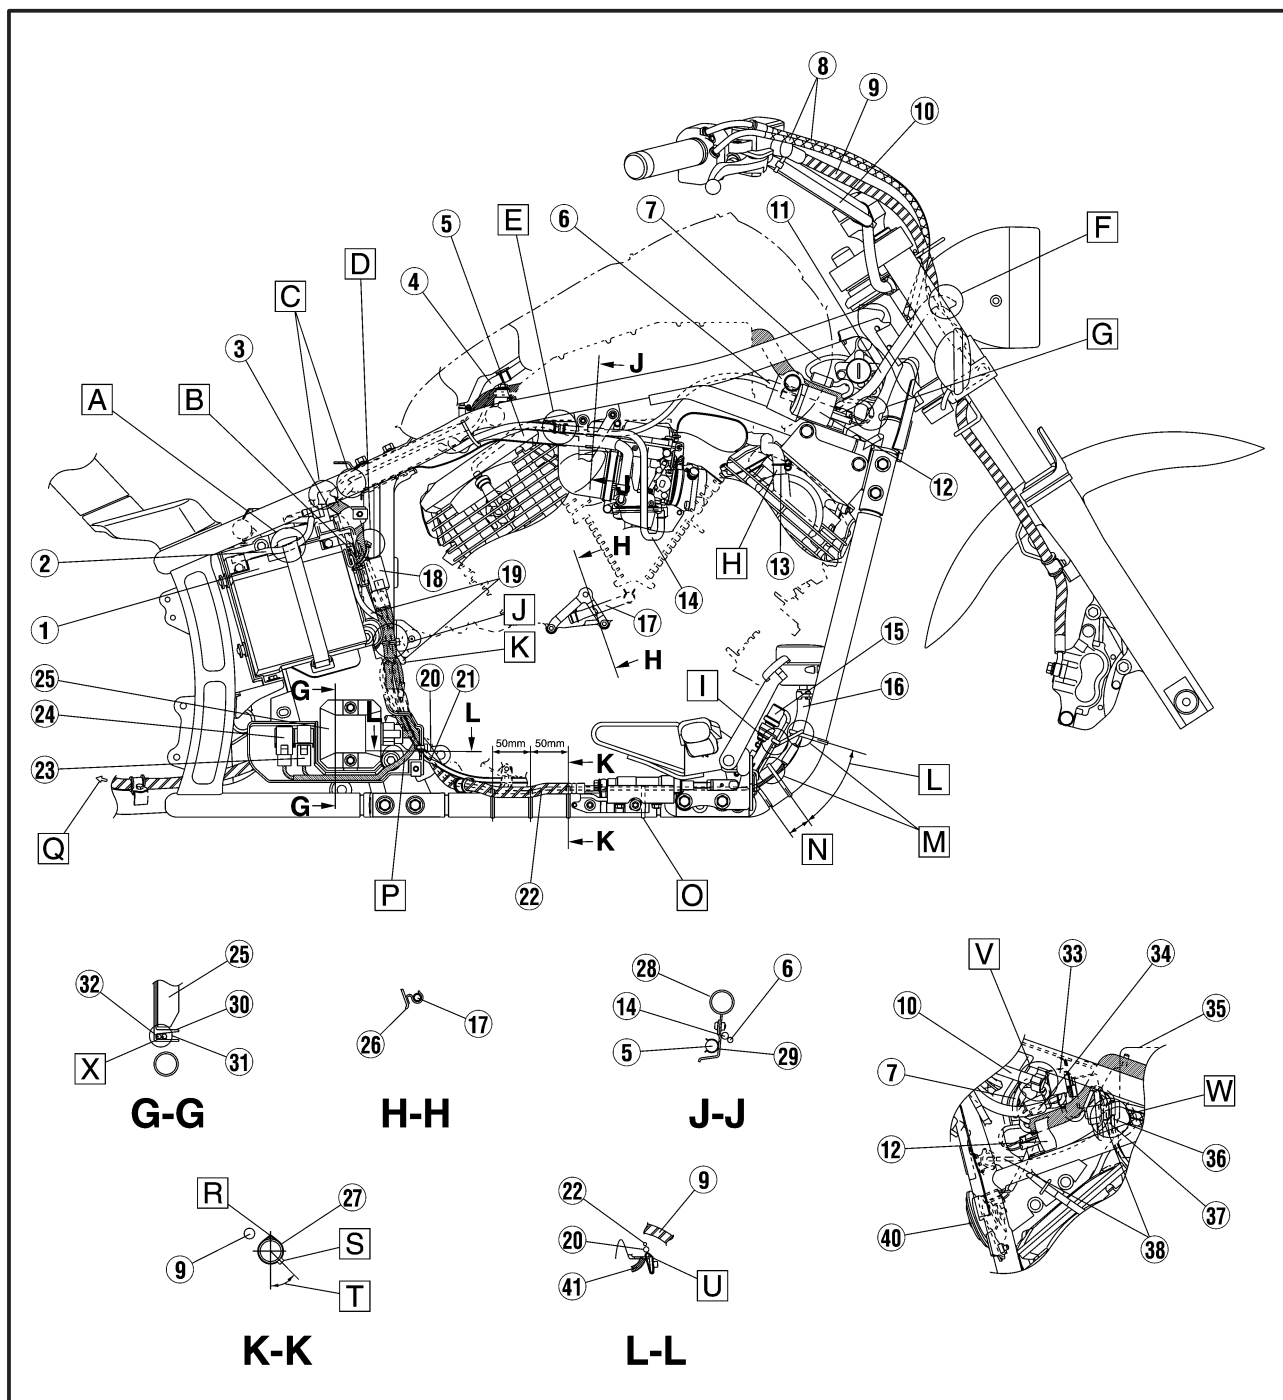 8
9
10
5
E
6
7
11
F
D
4
C
G
3
J
A
B
12
2
J
H
18
19
H
13
14
1
J
17
K
15
H
25
G
20
21
I
16
24
L
L
50mm
50mm
K
23
L
G
K
M
Q
N
P
22
O
V
33
34
25
28
6
32
30
10
35
14
26
17
5
29
7
X
31
W
G-G
H-H
J-J
12
36
R
27
22
9
37
20
40
38
9
S
41
U
T
K-K
L-L